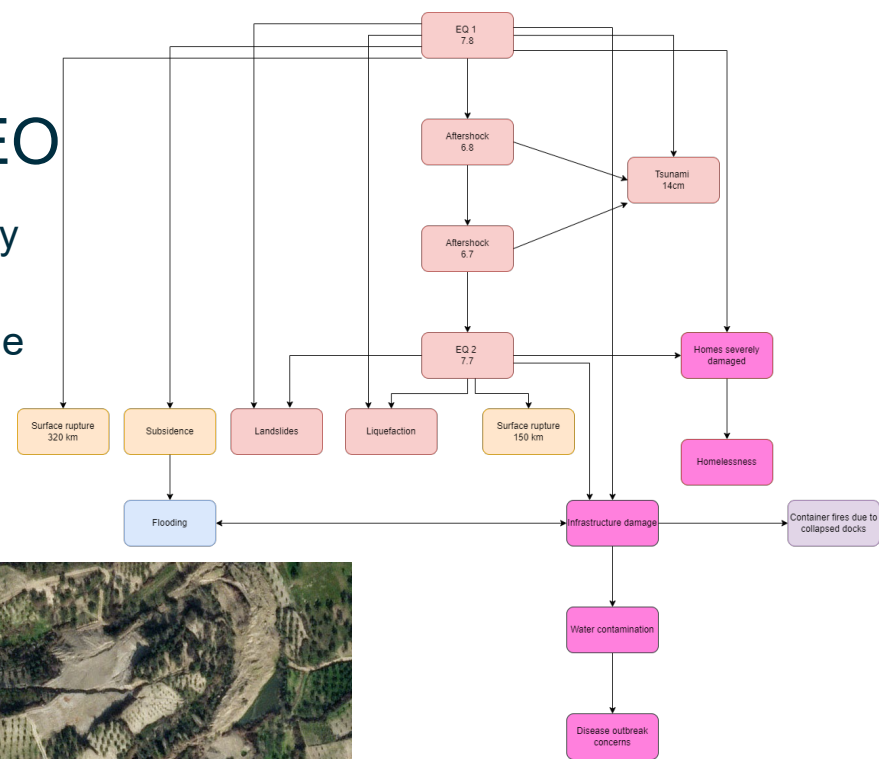 EO
y
e
EQ 1
7.8
Aftershock
6.8
Tsunami
14cm
Aftershock
6.7
EQ 2
7.7
Homes severely
damaged
Surface rupture
320 km
Subsidence
Landslides
Liquefaction
Surface rupture
150 km
Homelessness
Flooding
Infrastructure damage
Container fires due to
collapsed docks
Water contamination
Disease outbreak
concerns